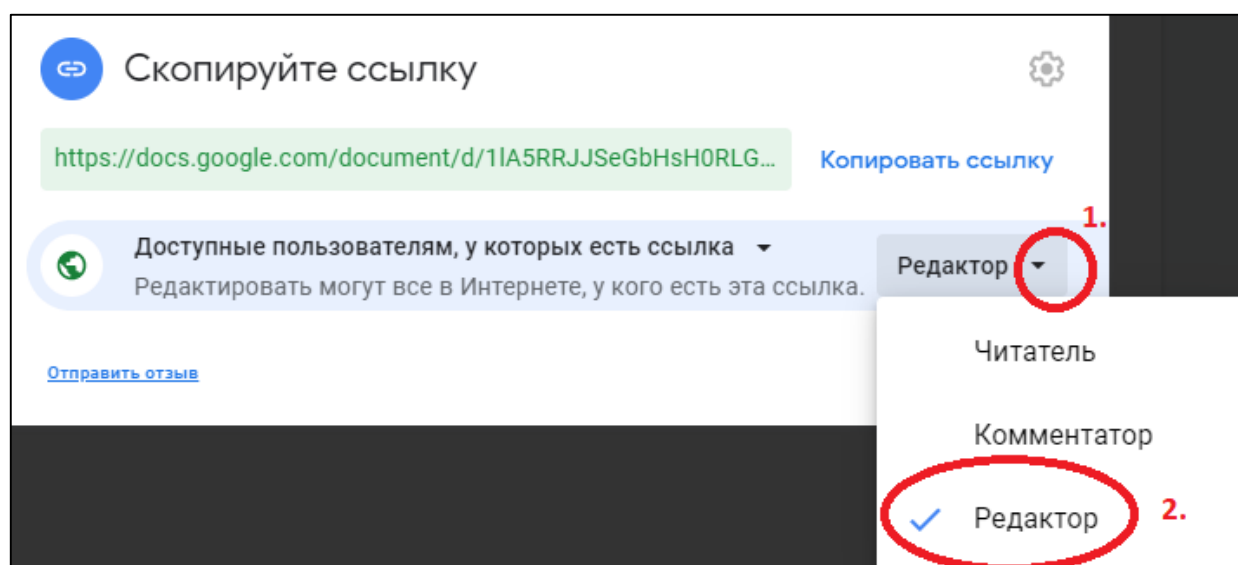 Скопируйте ссылку
https://docs.google.com/document/d/1lA5RRJJSeGbHsH0RLG...
Копировать ссылку
1.
Доступные пользователям, у которых есть ссылка
Редактировать могут все в Интернете, у кого есть эта ссылка.
Редактор
Читатель
Отправить отзыв
Комментатор
Редактор
2.